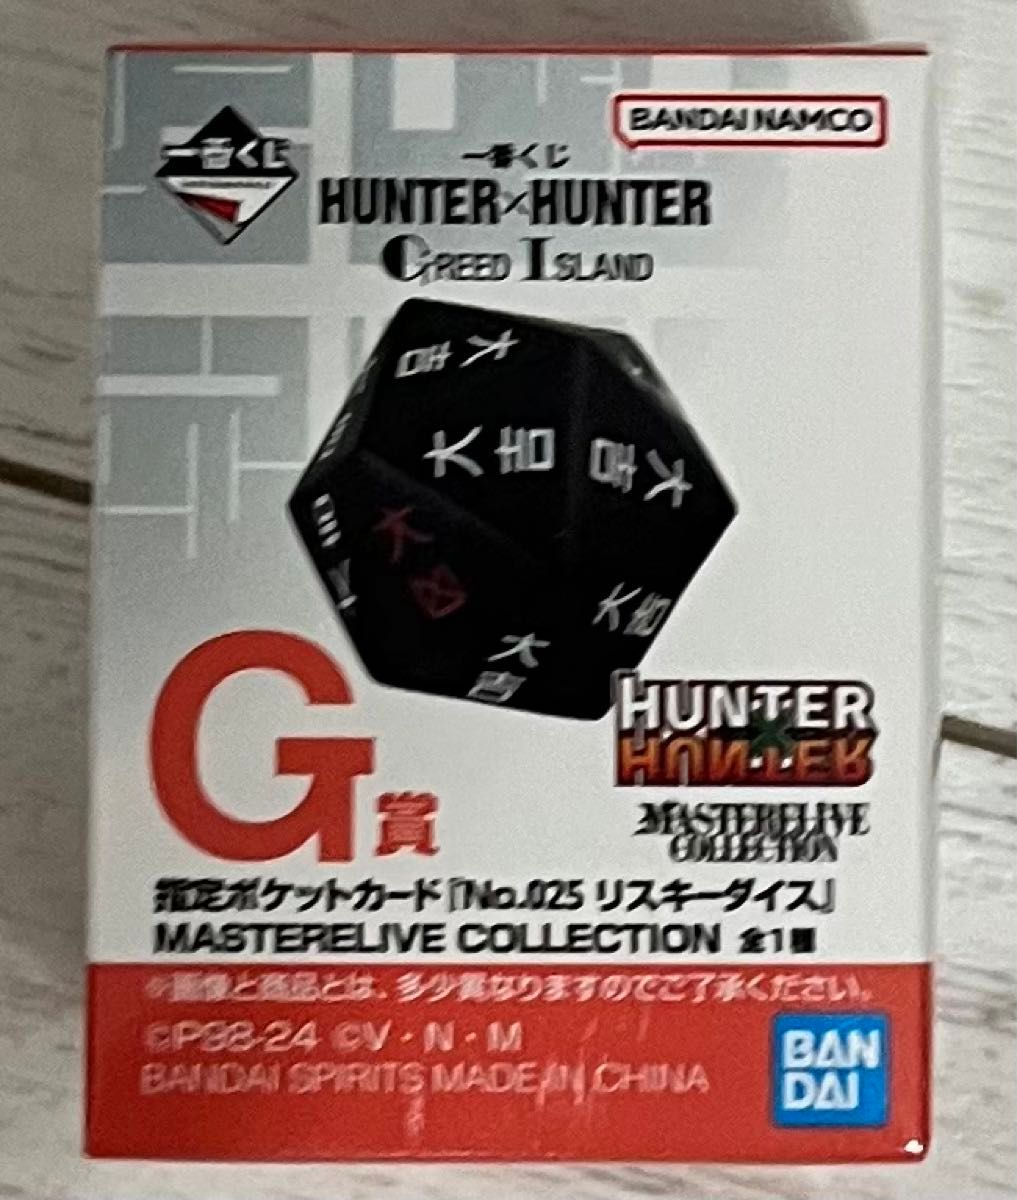 一番くじ
BANDAI NAMCO
一番くじ
HUNTER×HUNTER
GREED ISLAND
大吉
大吉
大吉
大凶
大吉
大吉
G賞
HUNTER
HUNTER
MASTERELIVE
COLLECTION
指定ポケットカード『No.025 リスキーダイス』
MASTERELIVE COLLECTION 全1種
※画像と商品とは、多少異なりますのでご了承ください。
©P98-24 ©V・N・M
BANDAI SPIRITS MADE IN CHINA
BAN
DAI